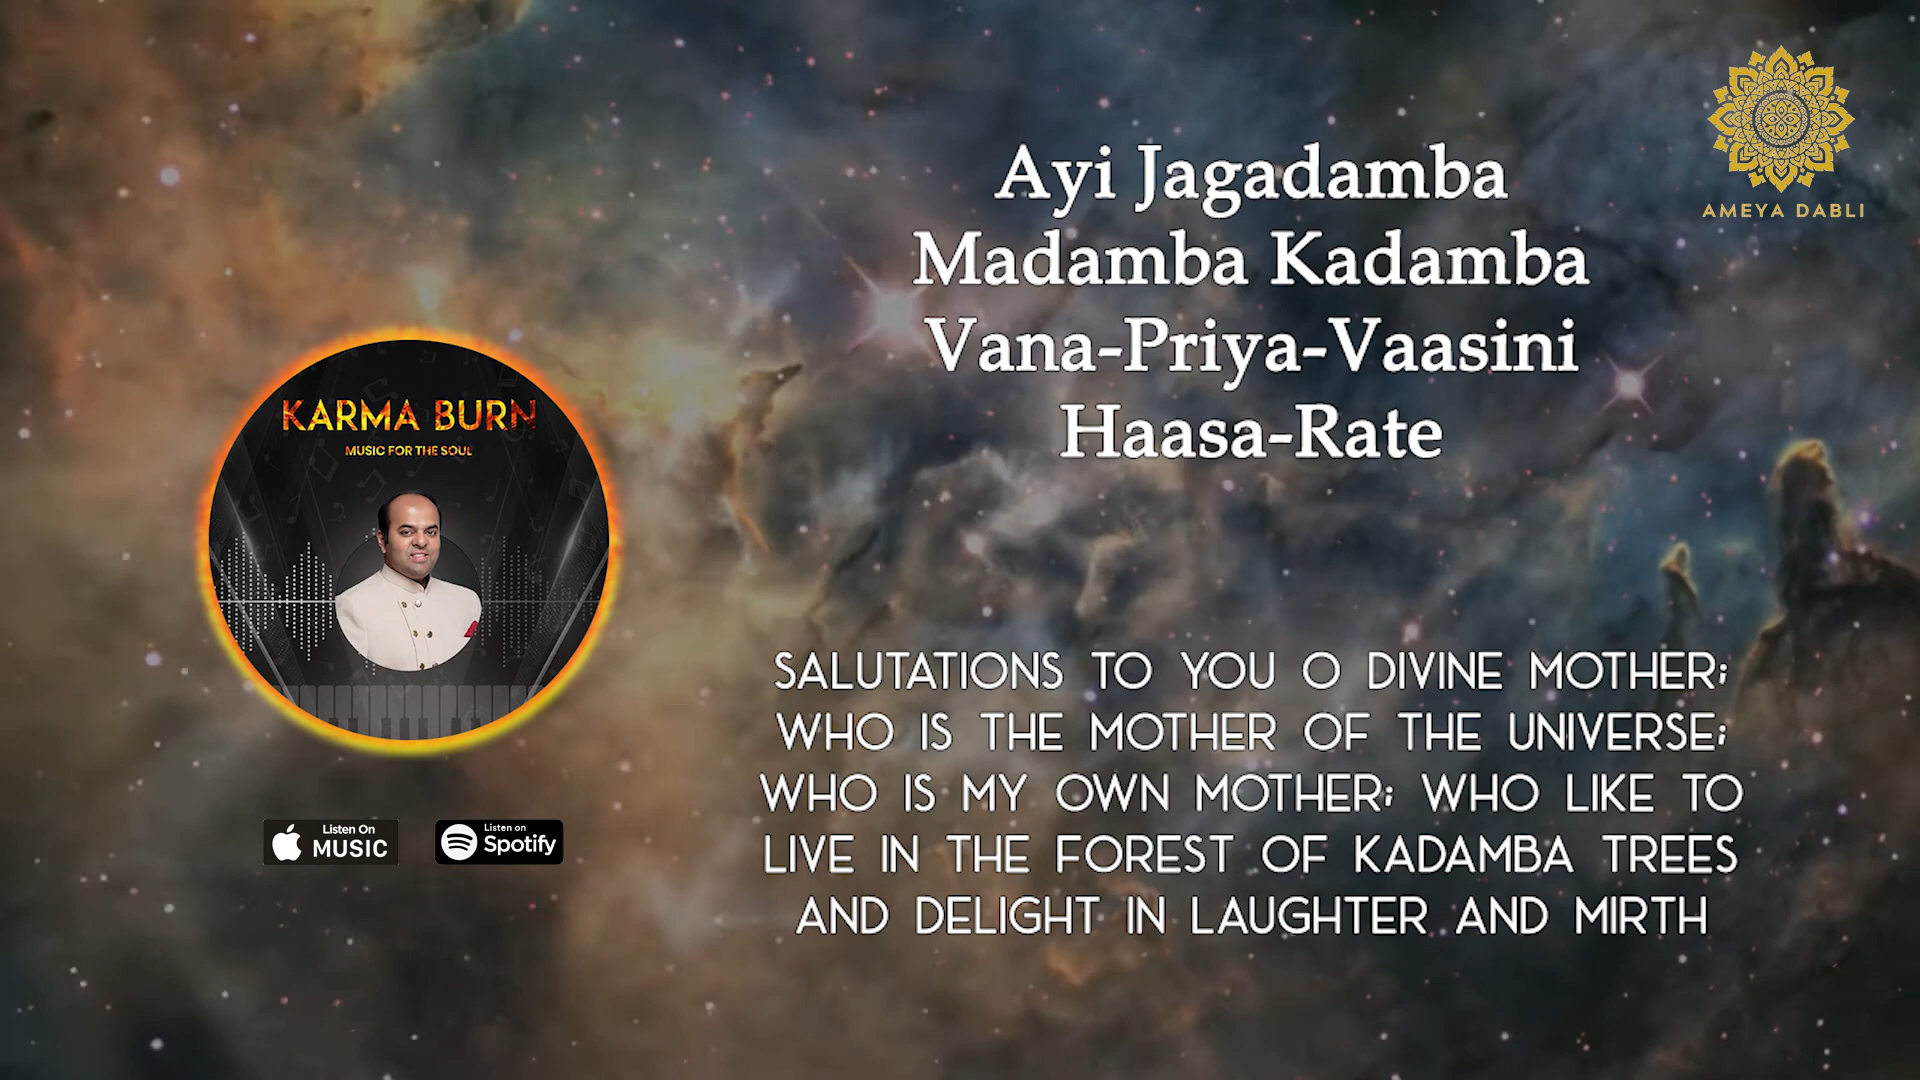 AMEYA DABLI
Ayi Jagadamba
Madamba Kadamba
Vana-Priya-Vaasini
Haasa-Rate
KARMA BURN
MUSIC FOR THE SOUL
Listen On
MUSIC
Listen on
Spotify
SALUTATIONS TO YOU O DIVINE MOTHER;
WHO IS THE MOTHER OF THE UNIVERSE;
WHO IS MY OWN MOTHER; WHO LIKE TO
LIVE IN THE FOREST OF KADAMBA TREES
AND DELIGHT IN LAUGHTER AND MIRTH